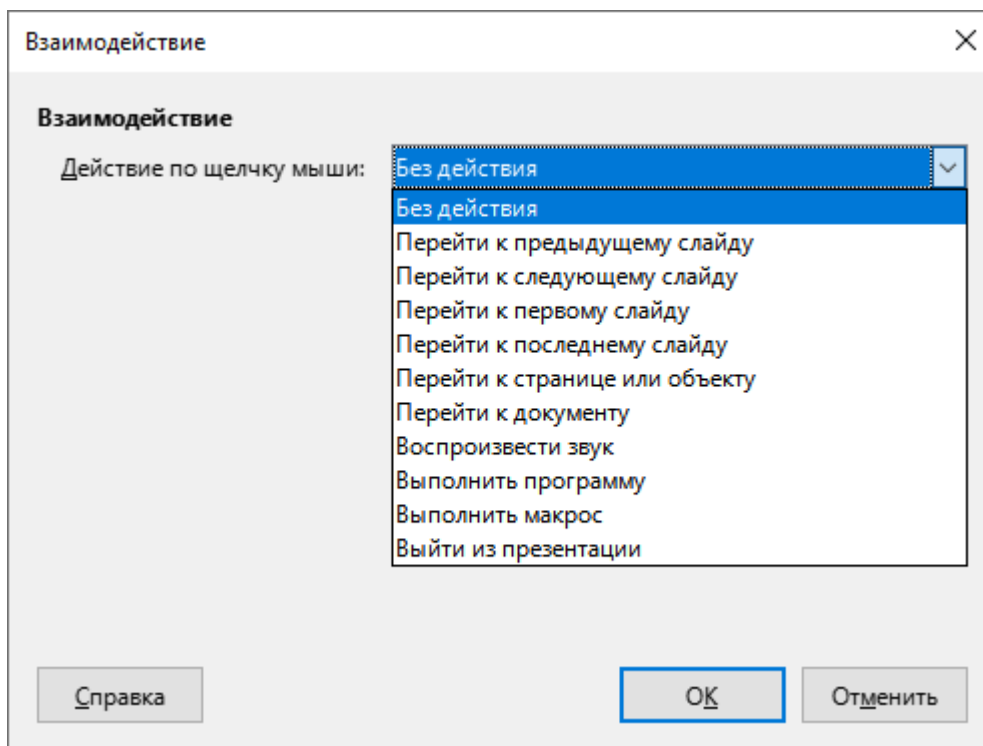 Взаимодействие
Взаимодействие
Действие по щелчку мыши: Без действия
Без действия
Перейти к предыдущему слайду
Перейти к следующему слайду
Перейти к первому слайду
Перейти к последнему слайду
Перейти к странице или объекту
Перейти к документу
Воспроизвести звук
Выполнить программу
Выполнить макрос
Выйти из презентации
Справка OK Отменить